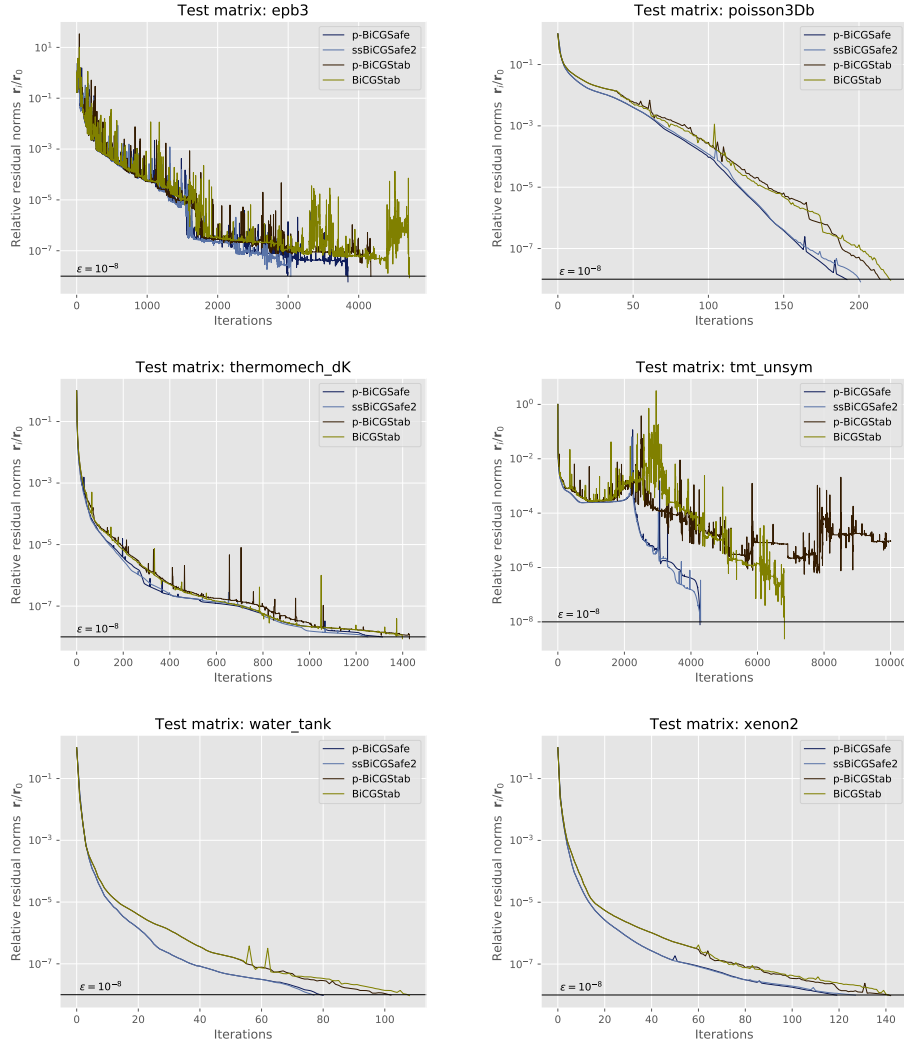 Test matrix: epb3
p-BiCGSafe
ssBiCGSafe2
p-BiCGStab
BiCGStab
Relative residual norms r_i/r_0
10^1
10^-1
10^-3
10^-5
10^-7
ε = 10^-8
0 1000 2000 3000 4000
Iterations
Test matrix: poisson3Db
p-BiCGSafe
ssBiCGSafe2
p-BiCGStab
BiCGStab
Relative residual norms r_i/r_0
10^-1
10^-3
10^-5
10^-7
ε = 10^-8
0 50 100 150 200
Iterations
Test matrix: thermomech_dK
p-BiCGSafe
ssBiCGSafe2
p-BiCGStab
BiCGStab
Relative residual norms r_i/r_0
10^-1
10^-3
10^-5
10^-7
ε = 10^-8
0 200 400 600 800 1000 1200 1400
Iterations
Test matrix: tmt_unsym
p-BiCGSafe
ssBiCGSafe2
p-BiCGStab
BiCGStab
Relative residual norms r_i/r_0
10^0
10^-2
10^-4
10^-6
10^-8
ε = 10^-8
0 2000 4000 6000 8000 10000
Iterations
Test matrix: water_tank
p-BiCGSafe
ssBiCGSafe2
p-BiCGStab
BiCGStab
Relative residual norms r_i/r_0
10^-1
10^-3
10^-5
10^-7
ε = 10^-8
0 20 40 60 80 100
Iterations
Test matrix: xenon2
p-BiCGSafe
ssBiCGSafe2
p-BiCGStab
BiCGStab
Relative residual norms r_i/r_0
10^-1
10^-3
10^-5
10^-7
ε = 10^-8
0 20 40 60 80 100 120 140
Iterations